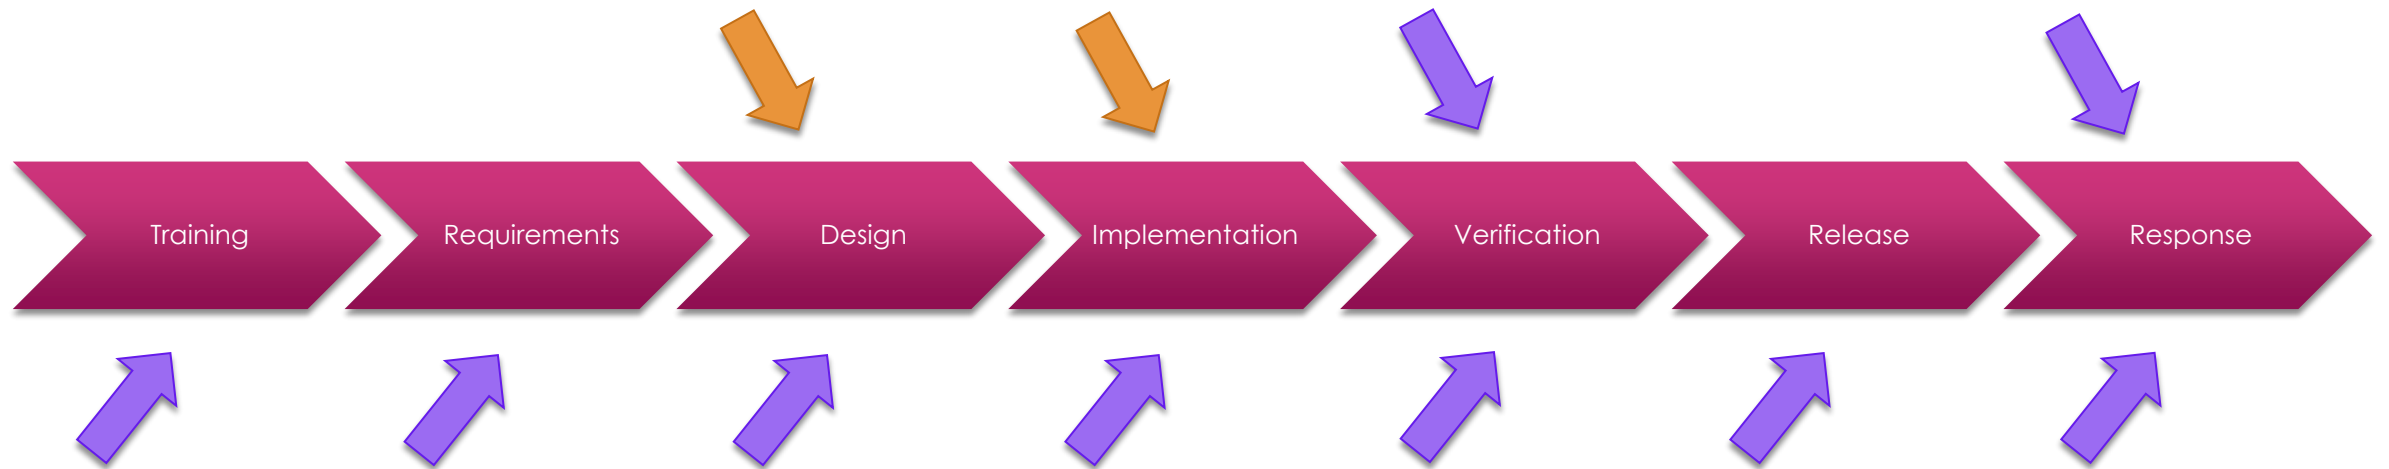 Training
Requirements
Design
Implementation
Verification
Release
Response